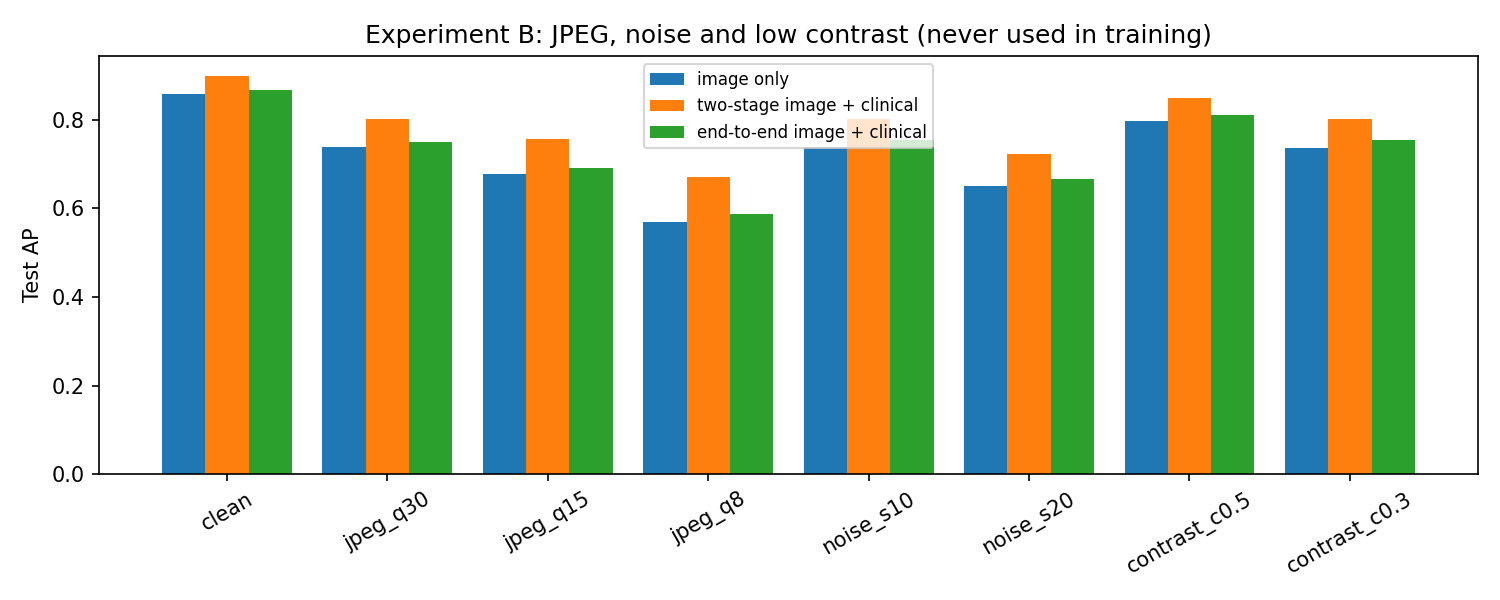 Experiment B: JPEG, noise and low contrast (never used in training)
image only
two-stage image + clinical
end-to-end image + clinical
Test AP
0.8
0.6
0.4
0.2
0.0
clean
jpeg_q30
jpeg_q15
jpeg_q8
noise_s10
noise_s20
contrast_c0.5
contrast_c0.3